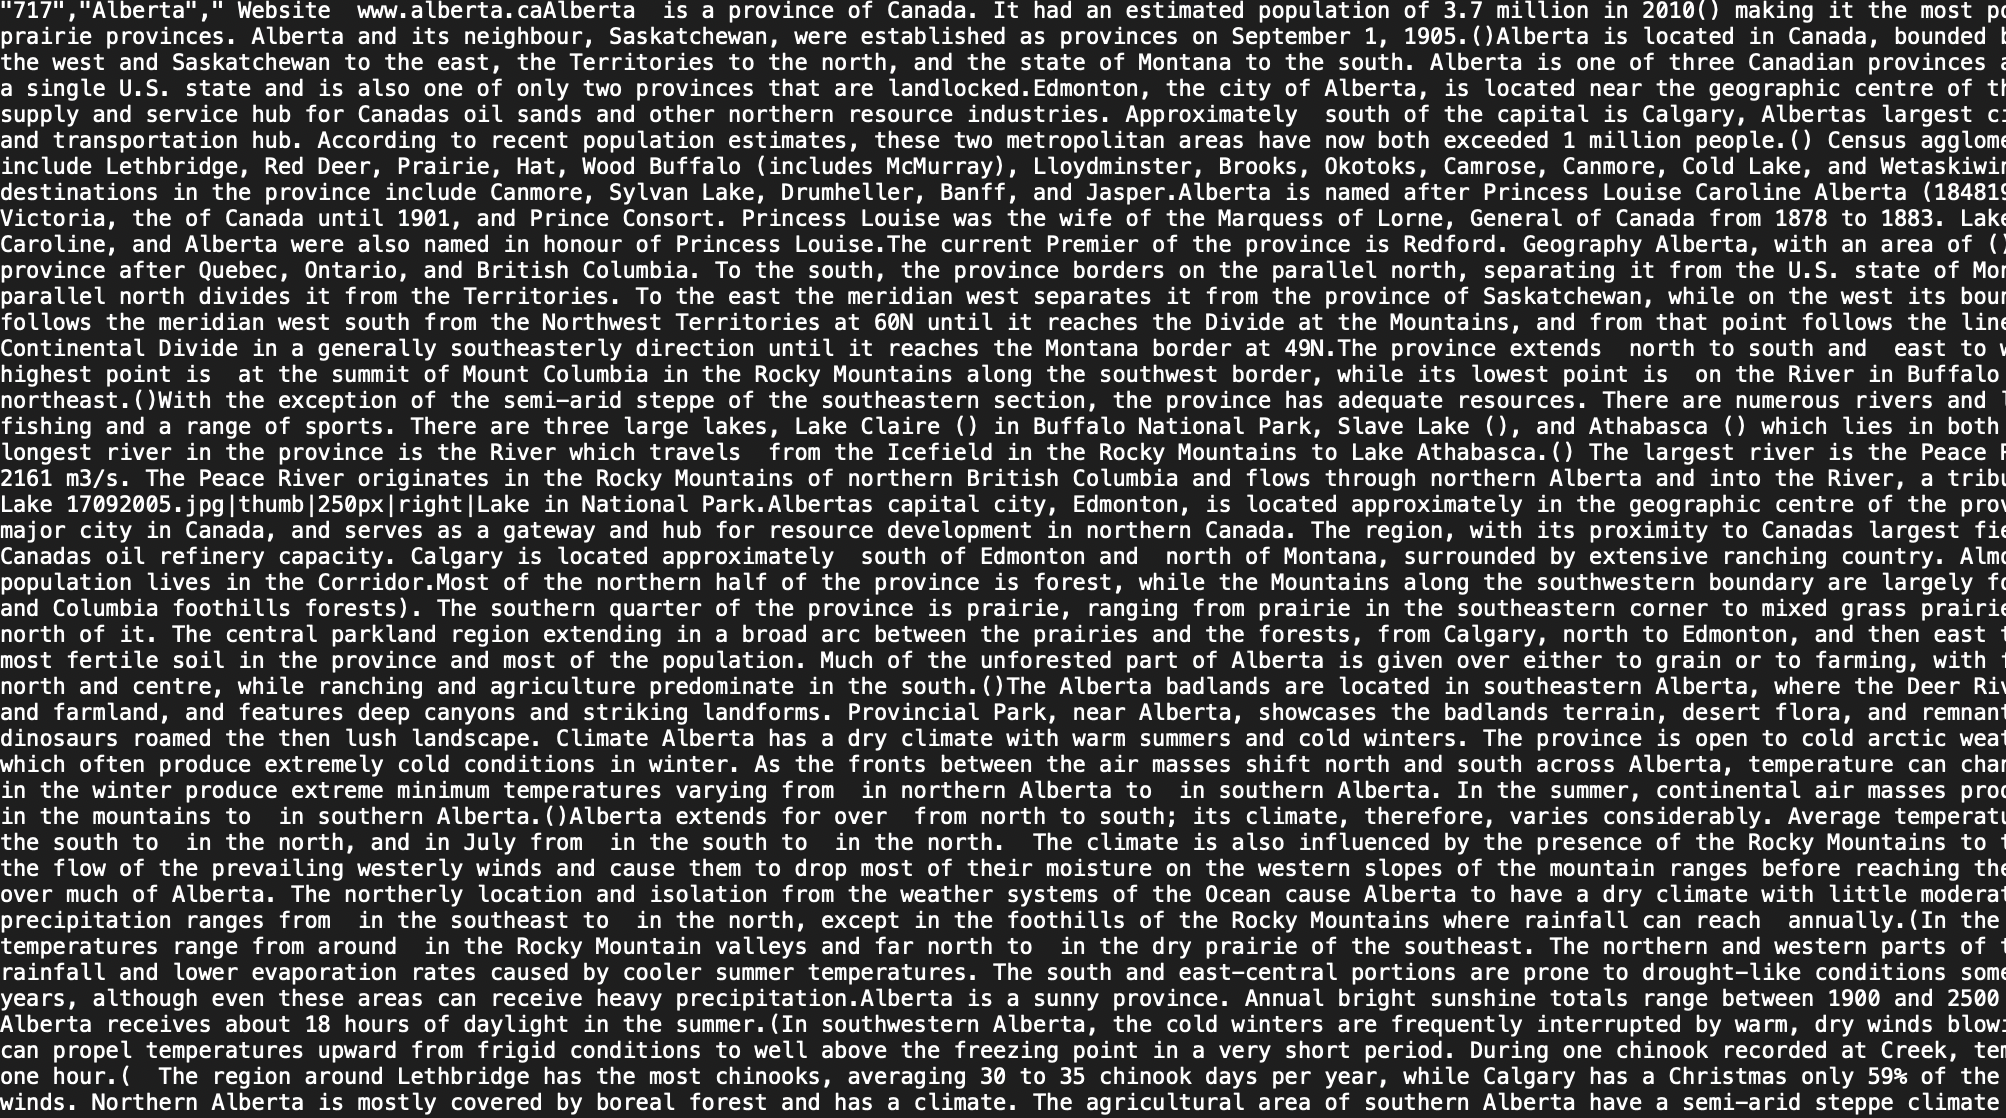 "717","Alberta"," Website  www.alberta.caAlberta  is a province of Canada. It had an estimated population of 3.7 million in 2010() making it the most
prairie provinces. Alberta and its neighbour, Saskatchewan, were established as provinces on September 1, 1905.()Alberta is located in Canada, bounded
the west and Saskatchewan to the east, the Territories to the north, and the state of Montana to the south. Alberta is one of three Canadian provinces
a single U.S. state and is also one of only two provinces that are landlocked.Edmonton, the city of Alberta, is located near the geographic centre of
supply and service hub for Canadas oil sands and other northern resource industries. Approximately  south of the capital is Calgary, Albertas largest
and transportation hub. According to recent population estimates, these two metropolitan areas have now both exceeded 1 million people.() Census
include Lethbridge, Red Deer, Prairie, Hat, Wood Buffalo (includes McMurray), Lloydminster, Brooks, Okotoks, Camrose, Canmore, Cold Lake, and
destinations in the province include Canmore, Sylvan Lake, Drumheller, Banff, and Jasper.Alberta is named after Princess Louise Caroline Alberta
Victoria, the of Canada until 1901, and Prince Consort. Princess Louise was the wife of the Marquess of Lorne, General of Canada from 1878 to 1883. Lake
Caroline, and Alberta were also named in honour of Princess Louise.The current Premier of the province is Redford. Geography Alberta, with an area of ()
province after Quebec, Ontario, and British Columbia. To the south, the province borders on the parallel north, separating it from the U.S. state of
parallel north divides it from the Territories. To the east the meridian west separates it from the province of Saskatchewan, while on the west its
follows the meridian west south from the Northwest Territories at 60N until it reaches the Divide at the Mountains, and from that point follows the line
Continental Divide in a generally southeasterly direction until it reaches the Montana border at 49N.The province extends  north to south and  east to
highest point is  at the summit of Mount Columbia in the Rocky Mountains along the southwest border, while its lowest point is  on the River in Buffalo
northeast.()With the exception of the semi-arid steppe of the southeastern section, the province has adequate resources. There are numerous rivers and
fishing and a range of sports. There are three large lakes, Lake Claire () in Buffalo National Park, Slave Lake (), and Athabasca () which lies in both
longest river in the province is the River which travels  from the Icefield in the Rocky Mountains to Lake Athabasca.() The largest river is the Peace
2161 m3/s. The Peace River originates in the Rocky Mountains of northern British Columbia and flows through northern Alberta and into the River, a
Lake 17092005.jpg|thumb|250px|right|Lake in National Park.Albertas capital city, Edmonton, is located approximately in the geographic centre of the
major city in Canada, and serves as a gateway and hub for resource development in northern Canada. The region, with its proximity to Canadas largest
Canadas oil refinery capacity. Calgary is located approximately  south of Edmonton and  north of Montana, surrounded by extensive ranching country.
population lives in the Corridor.Most of the northern half of the province is forest, while the Mountains along the southwestern boundary are largely
and Columbia foothills forests). The southern quarter of the province is prairie, ranging from prairie in the southeastern corner to mixed grass prairie
north of it. The central parkland region extending in a broad arc between the prairies and the forests, from Calgary, north to Edmonton, and then east
most fertile soil in the province and most of the population. Much of the unforested part of Alberta is given over either to grain or to farming, with
north and centre, while ranching and agriculture predominate in the south.()The Alberta badlands are located in southeastern Alberta, where the Deer
and farmland, and features deep canyons and striking landforms. Provincial Park, near Alberta, showcases the badlands terrain, desert flora, and
dinosaurs roamed the then lush landscape. Climate Alberta has a dry climate with warm summers and cold winters. The province is open to cold arctic
which often produce extremely cold conditions in winter. As the fronts between the air masses shift north and south across Alberta, temperature can
in the winter produce extreme minimum temperatures varying from  in northern Alberta to  in southern Alberta. In the summer, continental air masses
in the mountains to  in southern Alberta.()Alberta extends for over  from north to south; its climate, therefore, varies considerably. Average
the south to  in the north, and in July from  in the south to  in the north.  The climate is also influenced by the presence of the Rocky Mountains to
the flow of the prevailing westerly winds and cause them to drop most of their moisture on the western slopes of the mountain ranges before reaching the
over much of Alberta. The northerly location and isolation from the weather systems of the Ocean cause Alberta to have a dry climate with little
precipitation ranges from  in the southeast to  in the north, except in the foothills of the Rocky Mountains where rainfall can reach  annually.(In the
temperatures range from around  in the Rocky Mountain valleys and far north to  in the dry prairie of the southeast. The northern and western parts of
rainfall and lower evaporation rates caused by cooler summer temperatures. The south and east-central portions are prone to drought-like conditions
years, although even these areas can receive heavy precipitation.Alberta is a sunny province. Annual bright sunshine totals range between 1900 and 2500
Alberta receives about 18 hours of daylight in the summer.(In southwestern Alberta, the cold winters are frequently interrupted by warm, dry winds
can propel temperatures upward from frigid conditions to well above the freezing point in a very short period. During one chinook recorded at Creek,
one hour.(  The region around Lethbridge has the most chinooks, averaging 30 to 35 chinook days per year, while Calgary has a Christmas only 59% of the
winds. Northern Alberta is mostly covered by boreal forest and has a climate. The agricultural area of southern Alberta have a semi-arid steppe climate